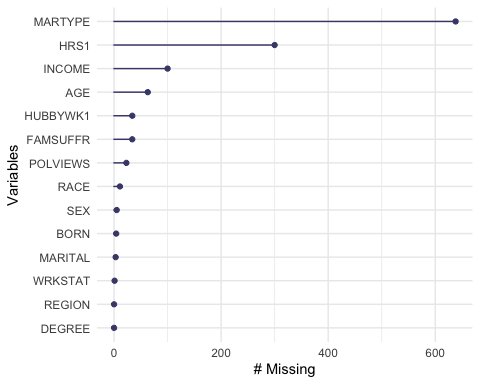 MARTYPE
HRS1
INCOME
AGE
HUBBYWK1
FAMSUFFR
POLVIEWS
RACE
SEX
BORN
MARITAL
WRKSTAT
REGION
DEGREE
Variables
0 200 400 600
# Missing